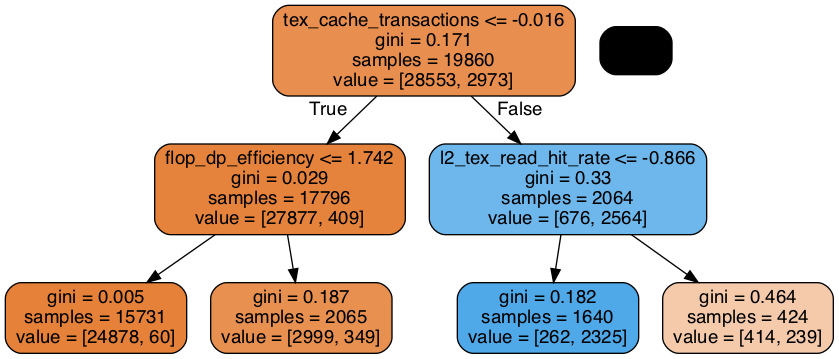 tex_cache_transactions <= -0.016
gini = 0.171
samples = 19860
value = [28553, 2973]
True
False
flop_dp_efficiency <= 1.742
gini = 0.029
samples = 17796
value = [27877, 409]
l2_tex_read_hit_rate <= -0.866
gini = 0.33
samples = 2064
value = [676, 2564]
gini = 0.005
samples = 15731
value = [24878, 60]
gini = 0.187
samples = 2065
value = [2999, 349]
gini = 0.182
samples = 1640
value = [262, 2325]
gini = 0.464
samples = 424
value = [414, 239]